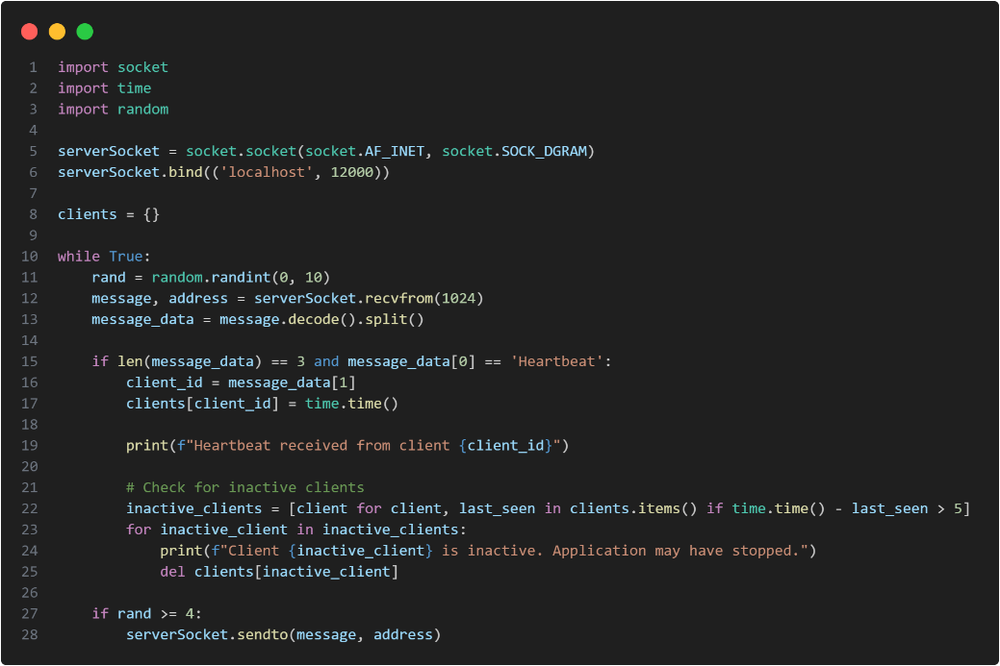 1 import socket
2 import time
3 import random
4
5 serverSocket = socket.socket(socket.AF_INET, socket.SOCK_DGRAM)
6 serverSocket.bind(('localhost', 12000))
7
8 clients = {}
9
10 while True:
11     rand = random.randint(0, 10)
12     message, address = serverSocket.recvfrom(1024)
13     message_data = message.decode().split()
14
15     if len(message_data) == 3 and message_data[0] == 'Heartbeat':
16         client_id = message_data[1]
17         clients[client_id] = time.time()
18
19         print(f"Heartbeat received from client {client_id}")
20
21         # Check for inactive clients
22         inactive_clients = [client for client, last_seen in clients.items() if time.time() - last_seen > 5]
23         for inactive_client in inactive_clients:
24             print(f"Client {inactive_client} is inactive. Application may have stopped.")
25             del clients[inactive_client]
26
27     if rand >= 4:
28         serverSocket.sendto(message, address)